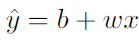 ŷ = b + wx